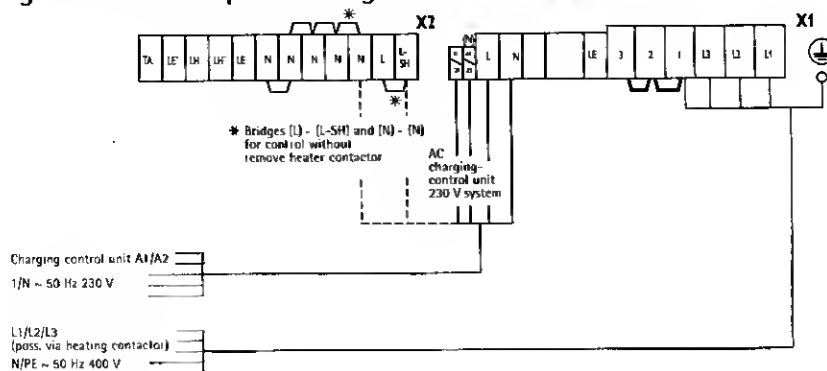 X2
X1
*
TA LE' LH LH' LE N N N N N L L-SH
(N)
L N LE 3 2 1 L3 L2 L1
*
* Bridges (L) - (L-SH) and (N) - (N)
for control without
remove heater contactor
AC
charging-
control unit
230 V system
Charging control unit A1/A2
1/N ~ 50 Hz 230 V
L1/L2/L3
(poss. via heating contactor)
N/PE ~ 50 Hz 400 V